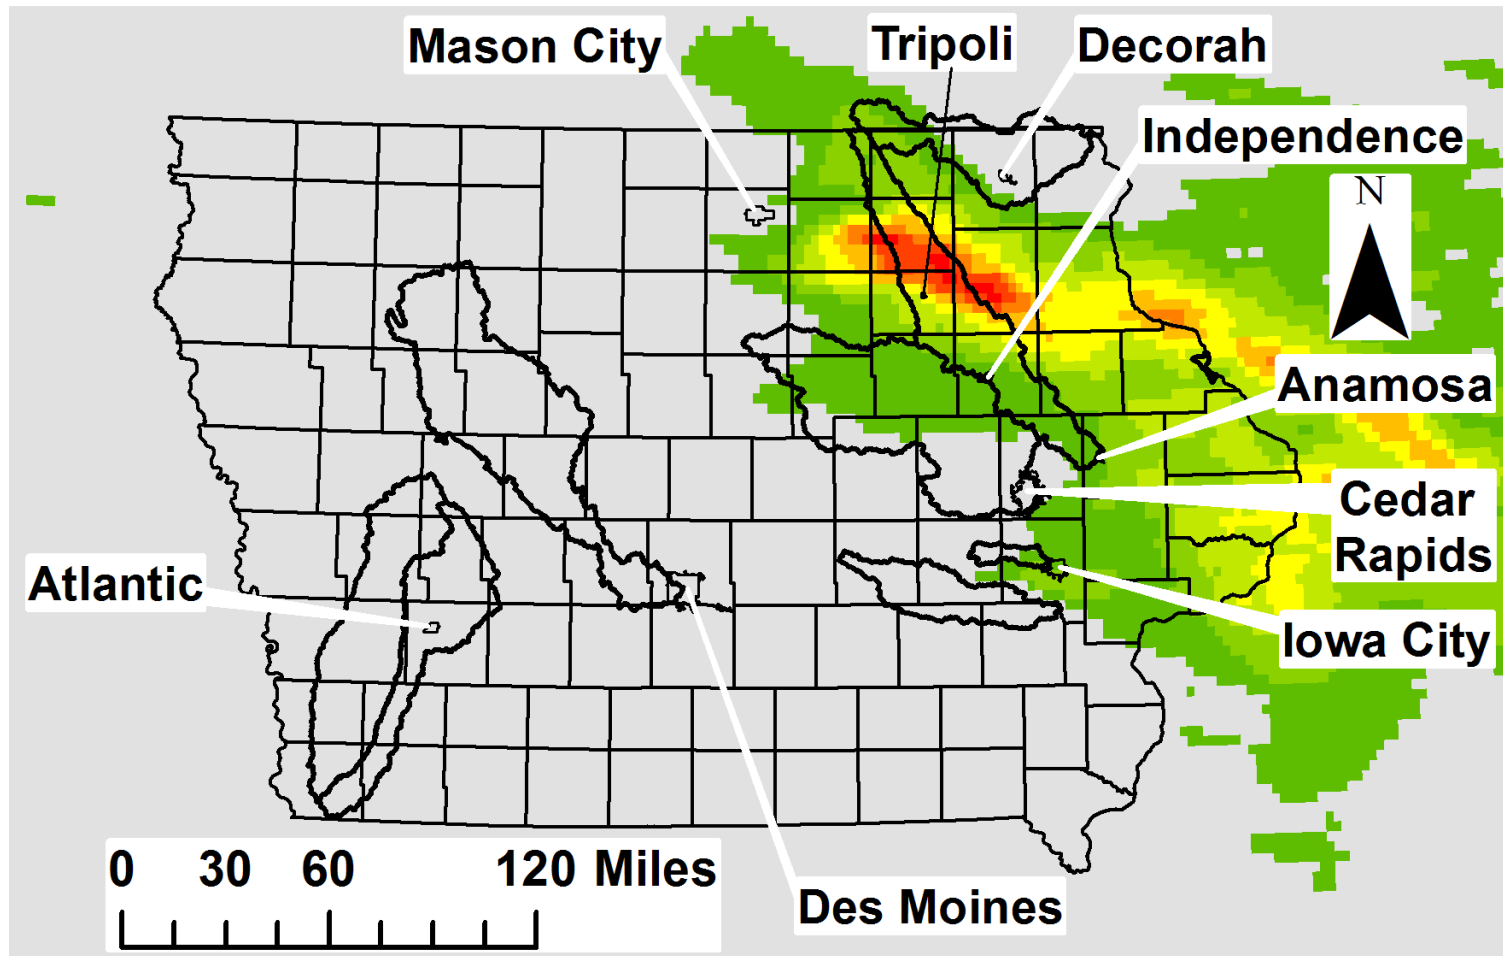 Mason City
Tripoli
Decorah
Independence
N
Anamosa
Cedar
Rapids
Atlantic
Iowa City
0 30 60 120 Miles
Des Moines